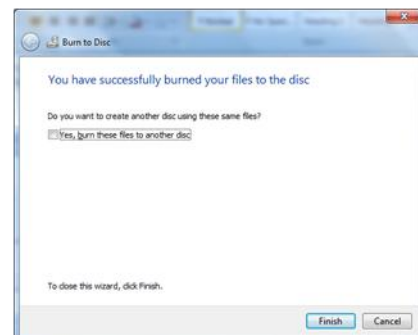 Burn to Disc
You have successfully burned your files to the disc
Do you want to create another disc using these same files?
Yes, burn these files to another disc
To close this wizard, click Finish.
Finish Cancel